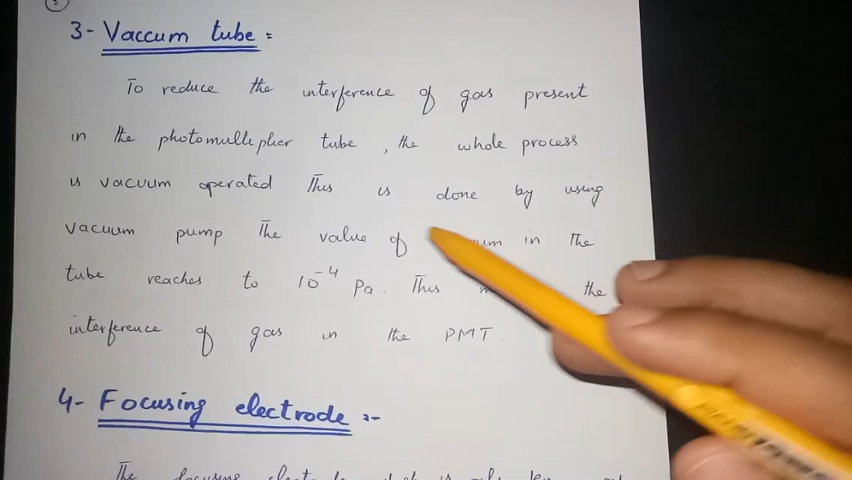 3- Vaccum tube =
To reduce the interference of gas present
in the photomultiplier tube, the whole process
is vacuum operated. This is done by using
vacuum pump The value of in the
tube reaches to 10⁻⁴ Pa. This the
interference of gas in the PMT.
4- Focusing electrode :-
The